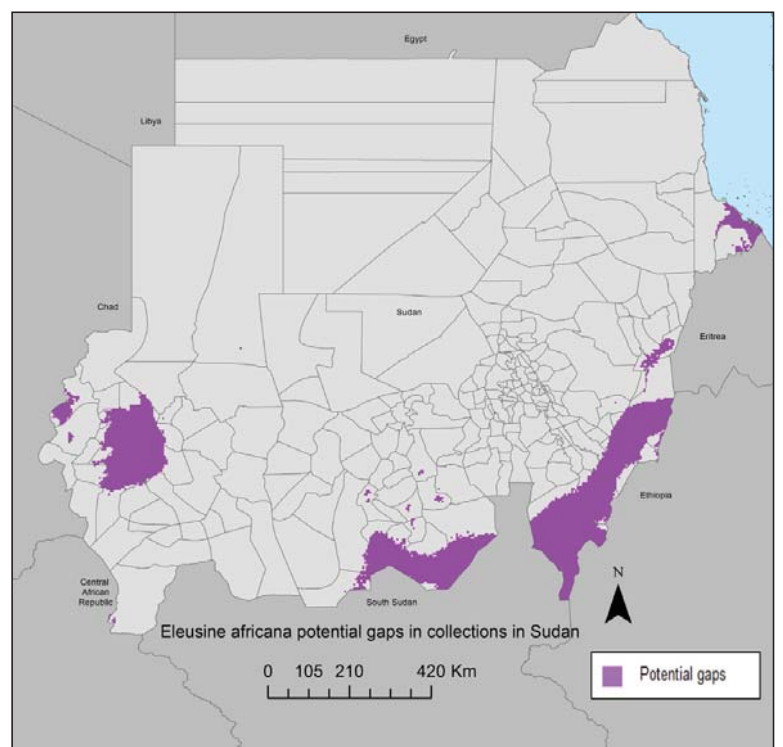 Egypt
Libya
Chad
Sudan
Eritrea
Ethiopia
Central
African
Republic
South Sudan
N
Eleusine africana potential gaps in collections in Sudan
0 105 210 420 Km
Potential gaps